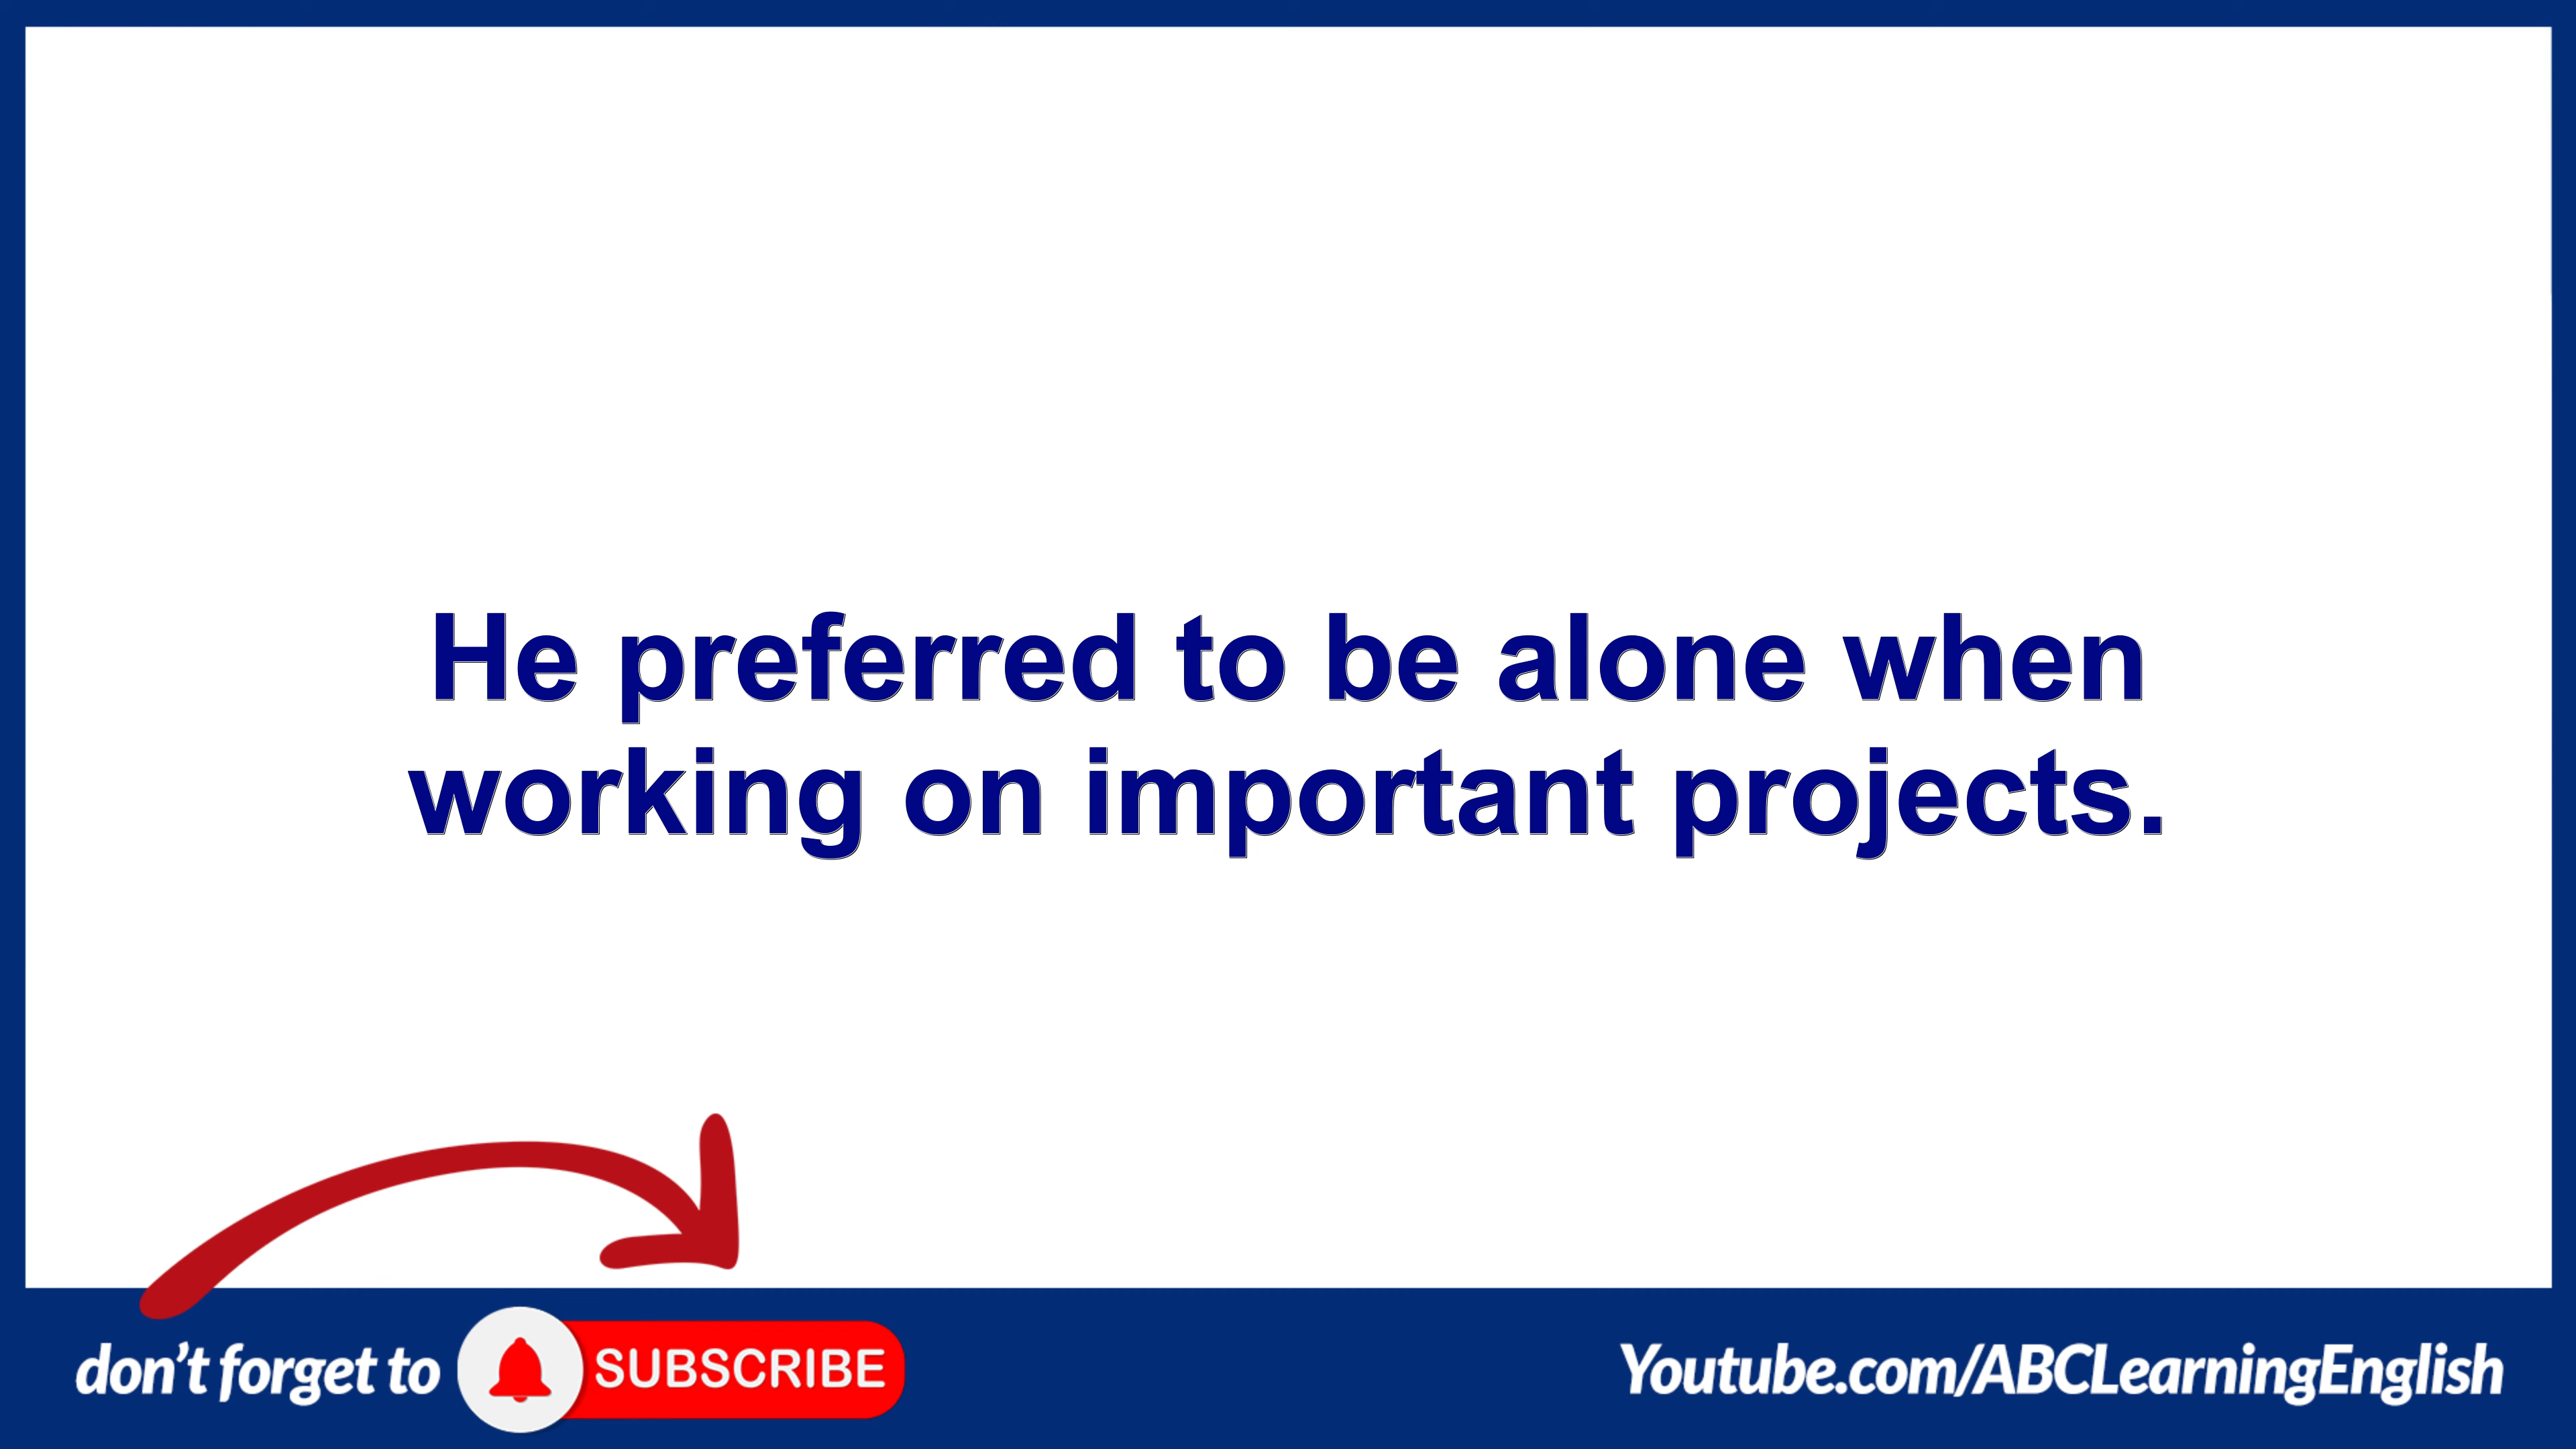 He preferred to be alone when
working on important projects.
don't forget to SUBSCRIBE
Youtube.com/ABCLearningEnglish